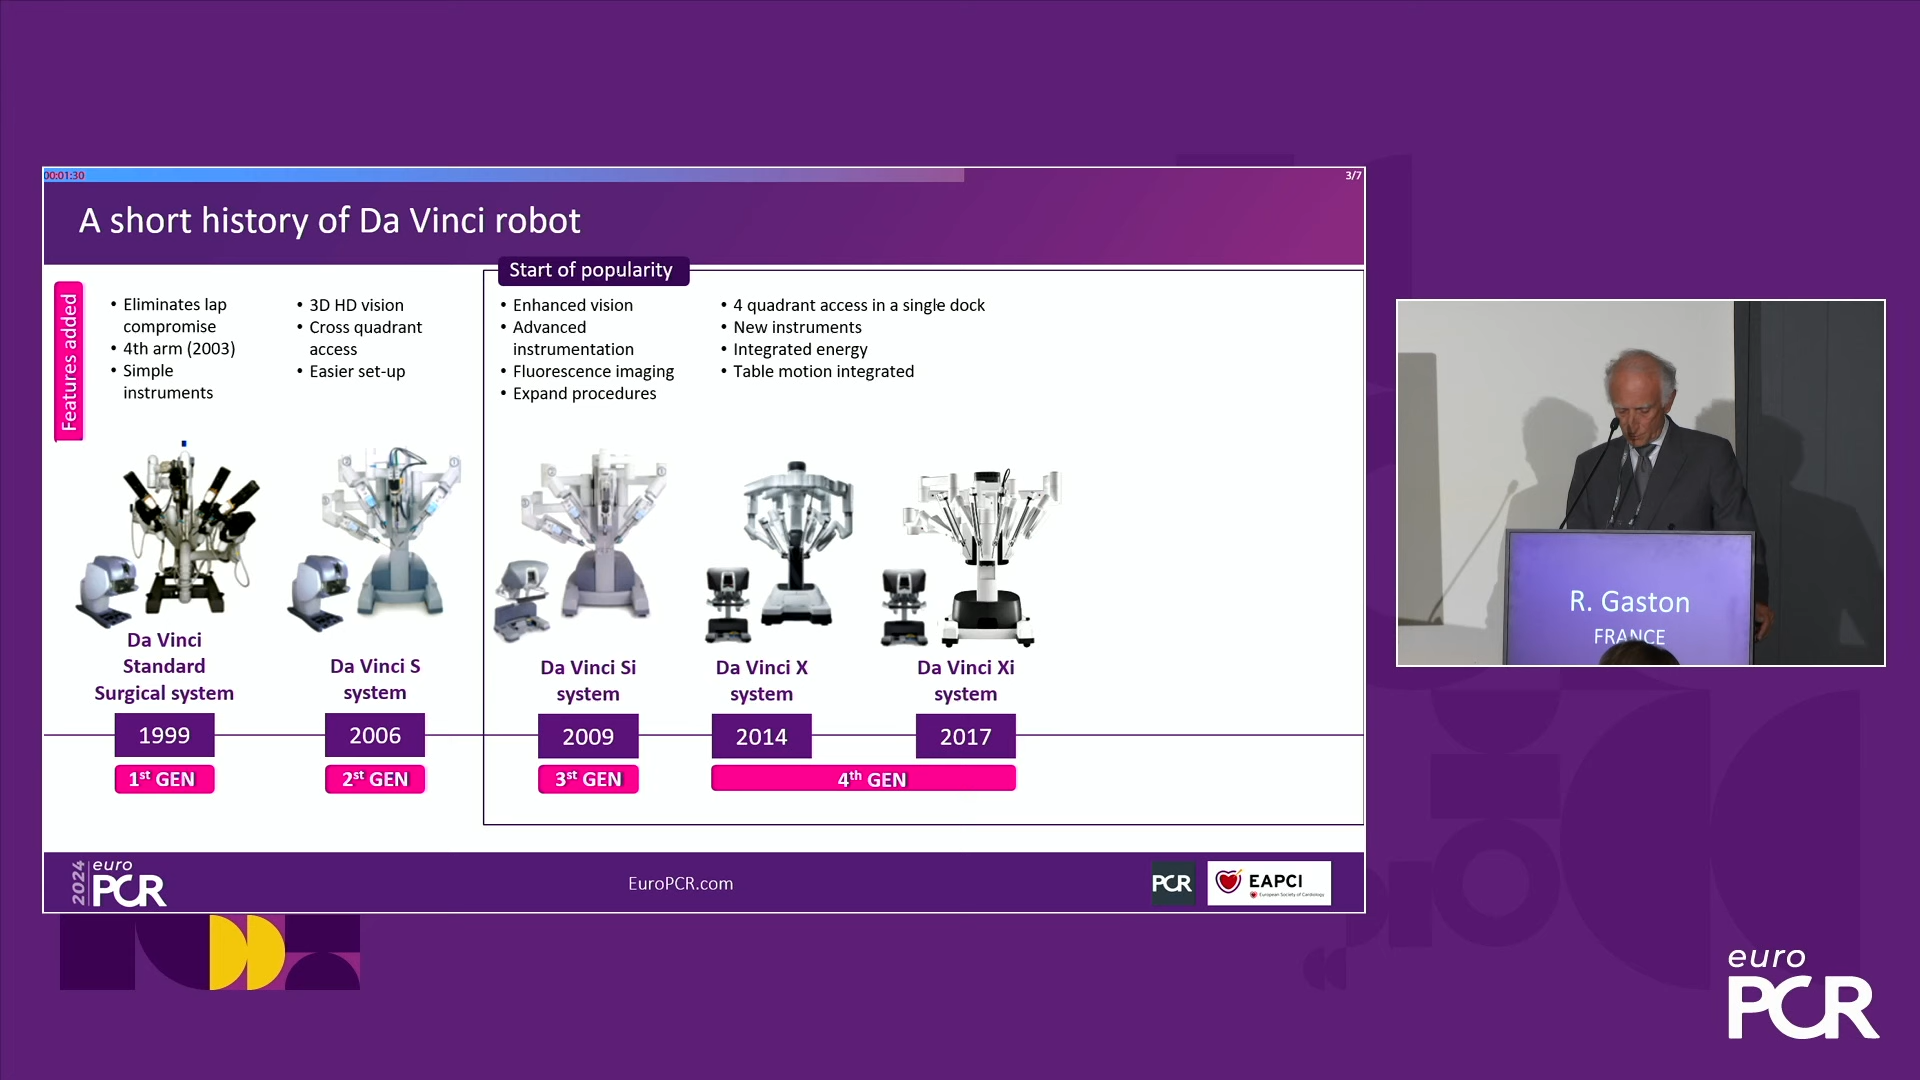 00:01:30
3/7
A short history of Da Vinci robot
Start of popularity
Features added
• Eliminates lap
compromise
• 4th arm (2003)
• Simple
instruments
• 3D HD vision
• Cross quadrant
access
• Easier set-up
• Enhanced vision
• Advanced
instrumentation
• Fluorescence imaging
• Expand procedures
• 4 quadrant access in a single dock
• New instruments
• Integrated energy
• Table motion integrated
Da Vinci
Standard
Surgical system
Da Vinci S
system
Da Vinci Si
system
Da Vinci X
system
Da Vinci Xi
system
1999
2006
2009
2014
2017
1st GEN
2st GEN
3st GEN
4th GEN
2024
euro
PCR
EuroPCR.com
PCR
EAPCI
European Society of Cardiology
R. Gaston
FRANCE
euro
PCR